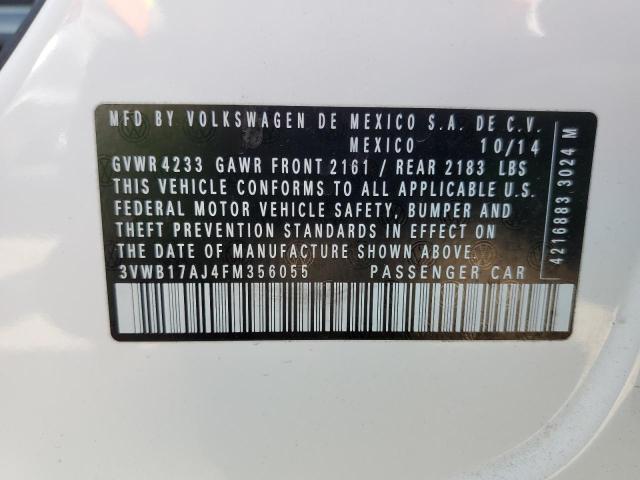 MFD BY VOLKSWAGEN DE MEXICO S.A. DE C.V.
MEXICO 10/14
GVWR 4233 GAWR FRONT 2161 / REAR 2183 LBS
THIS VEHICLE CONFORMS TO ALL APPLICABLE U.S.
FEDERAL MOTOR VEHICLE SAFETY, BUMPER AND
THEFT PREVENTION STANDARDS IN EFFECT ON
THE DATE OF MANUFACTURE SHOWN ABOVE.
3VWB17AJ4FM356055 PASSENGER CAR
4216883 3024 M